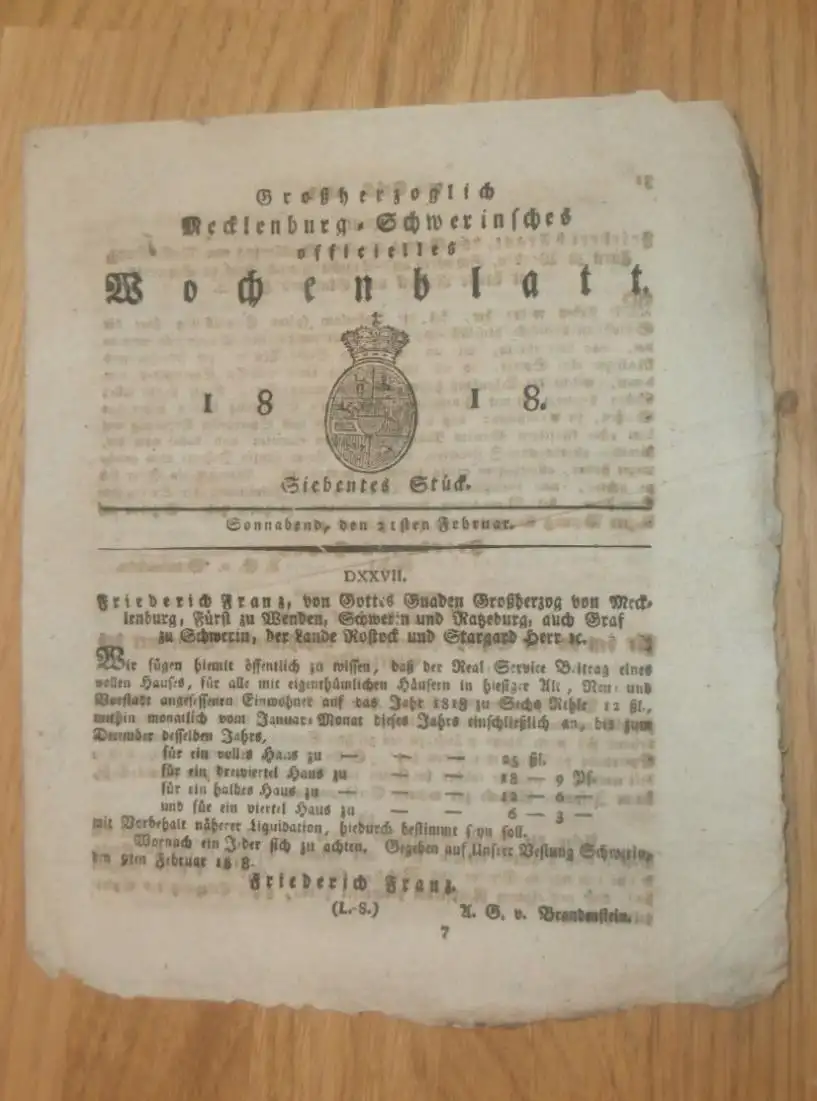 Großherzoglich
Mecklenburg-Schwerinsches
officielles
Wochenblatt.
1818.
Siebentes Stück.
Sonnabend, den 21sten Februar.
DXXVII.
Friederich Franz, von Gottes Gnaden Großherzog von Meck-
lenburg, Fürst zu Wenden, Schwerin und Ratzeburg, auch Graf
zu Schwerin, der Lande Rostock und Stargard Herr ꝛc.
Wir fügen hiemit öffentlich zu wissen, daß der Real Service Beitrag eines
vollen Hauses, für alle mit eigenthümlichen Häusern in hiesiger Alt, Neu und
Vorstadt angesessenen Einwohner auf das Jahr 1818 zu Sechs Rthlr 12 ßl.,
mithin monatlich vom Januar-Monat dieses Jahrs einschließlich an, bis zum
December desselben Jahrs,
für ein volles Haus zu — — — 25 ßl.
für ein dreiviertel Haus zu — — 18 — 9 Pf.
für ein halbes Haus zu — — — 12 — 6 —
und für ein viertel Haus zu — — 6 — 3 —
mit Vorbehalt näherer Liquidation, hiedurch bestimmt seyn soll.
Wornach ein Jeder sich zu achten. Gegeben auf Unsrer Vestung Schwerin,
den 9ten Februar 1818.
Friederich Franz.
(L.S.) A. G. v. Brandenstein.
7